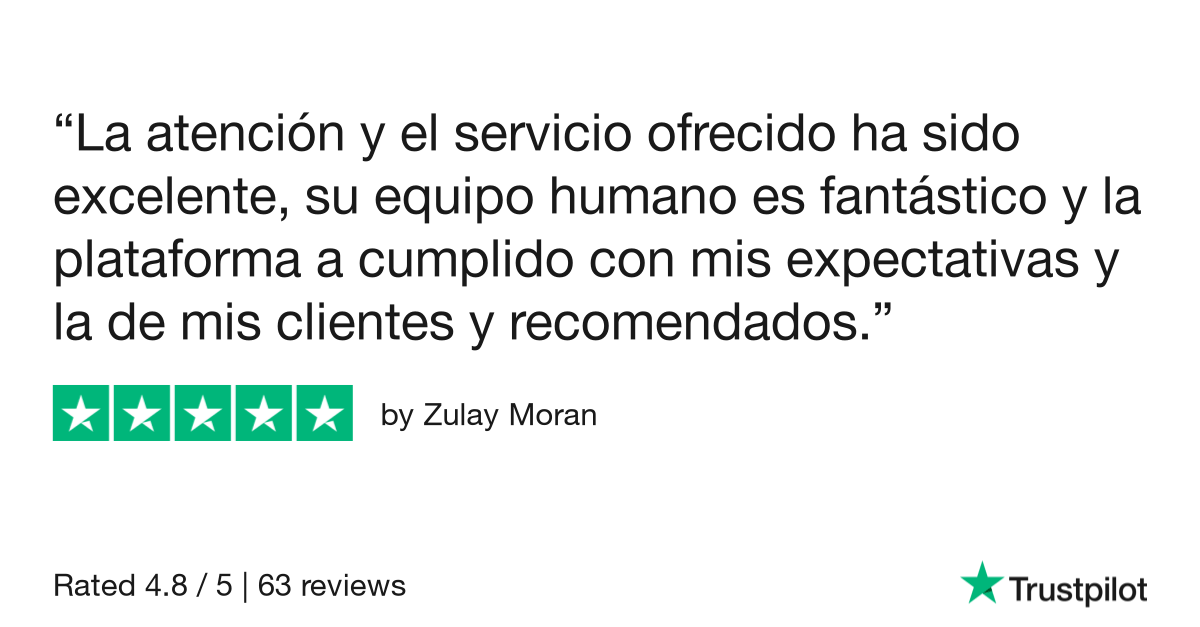 “La atención y el servicio ofrecido ha sido
excelente, su equipo humano es fantástico y la
plataforma a cumplido con mis expectativas y
la de mis clientes y recomendados.”
by Zulay Moran
Rated 4.8 / 5 | 63 reviews
Trustpilot